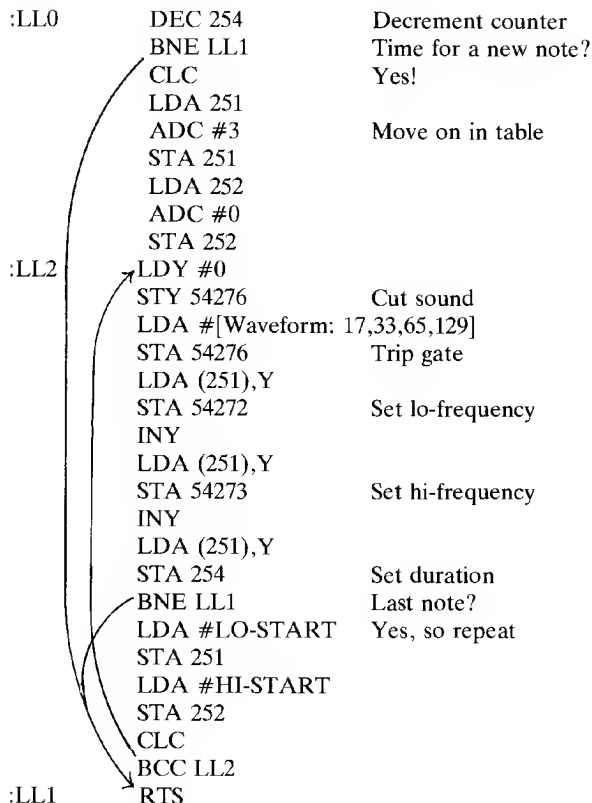 :LL0 DEC 254 Decrement counter
BNE LL1 Time for a new note?
CLC Yes!
LDA 251
ADC #3 Move on in table
STA 251
LDA 252
ADC #0
STA 252
:LL2 LDY #0
STY 54276 Cut sound
LDA #[Waveform: 17,33,65,129]
STA 54276 Trip gate
LDA (251),Y
STA 54272 Set lo-frequency
INY
LDA (251),Y
STA 54273 Set hi-frequency
INY
LDA (251),Y
STA 254 Set duration
BNE LL1 Last note?
LDA #LO-START Yes, so repeat
STA 251
LDA #HI-START
STA 252
CLC
BCC LL2
:LL1 RTS